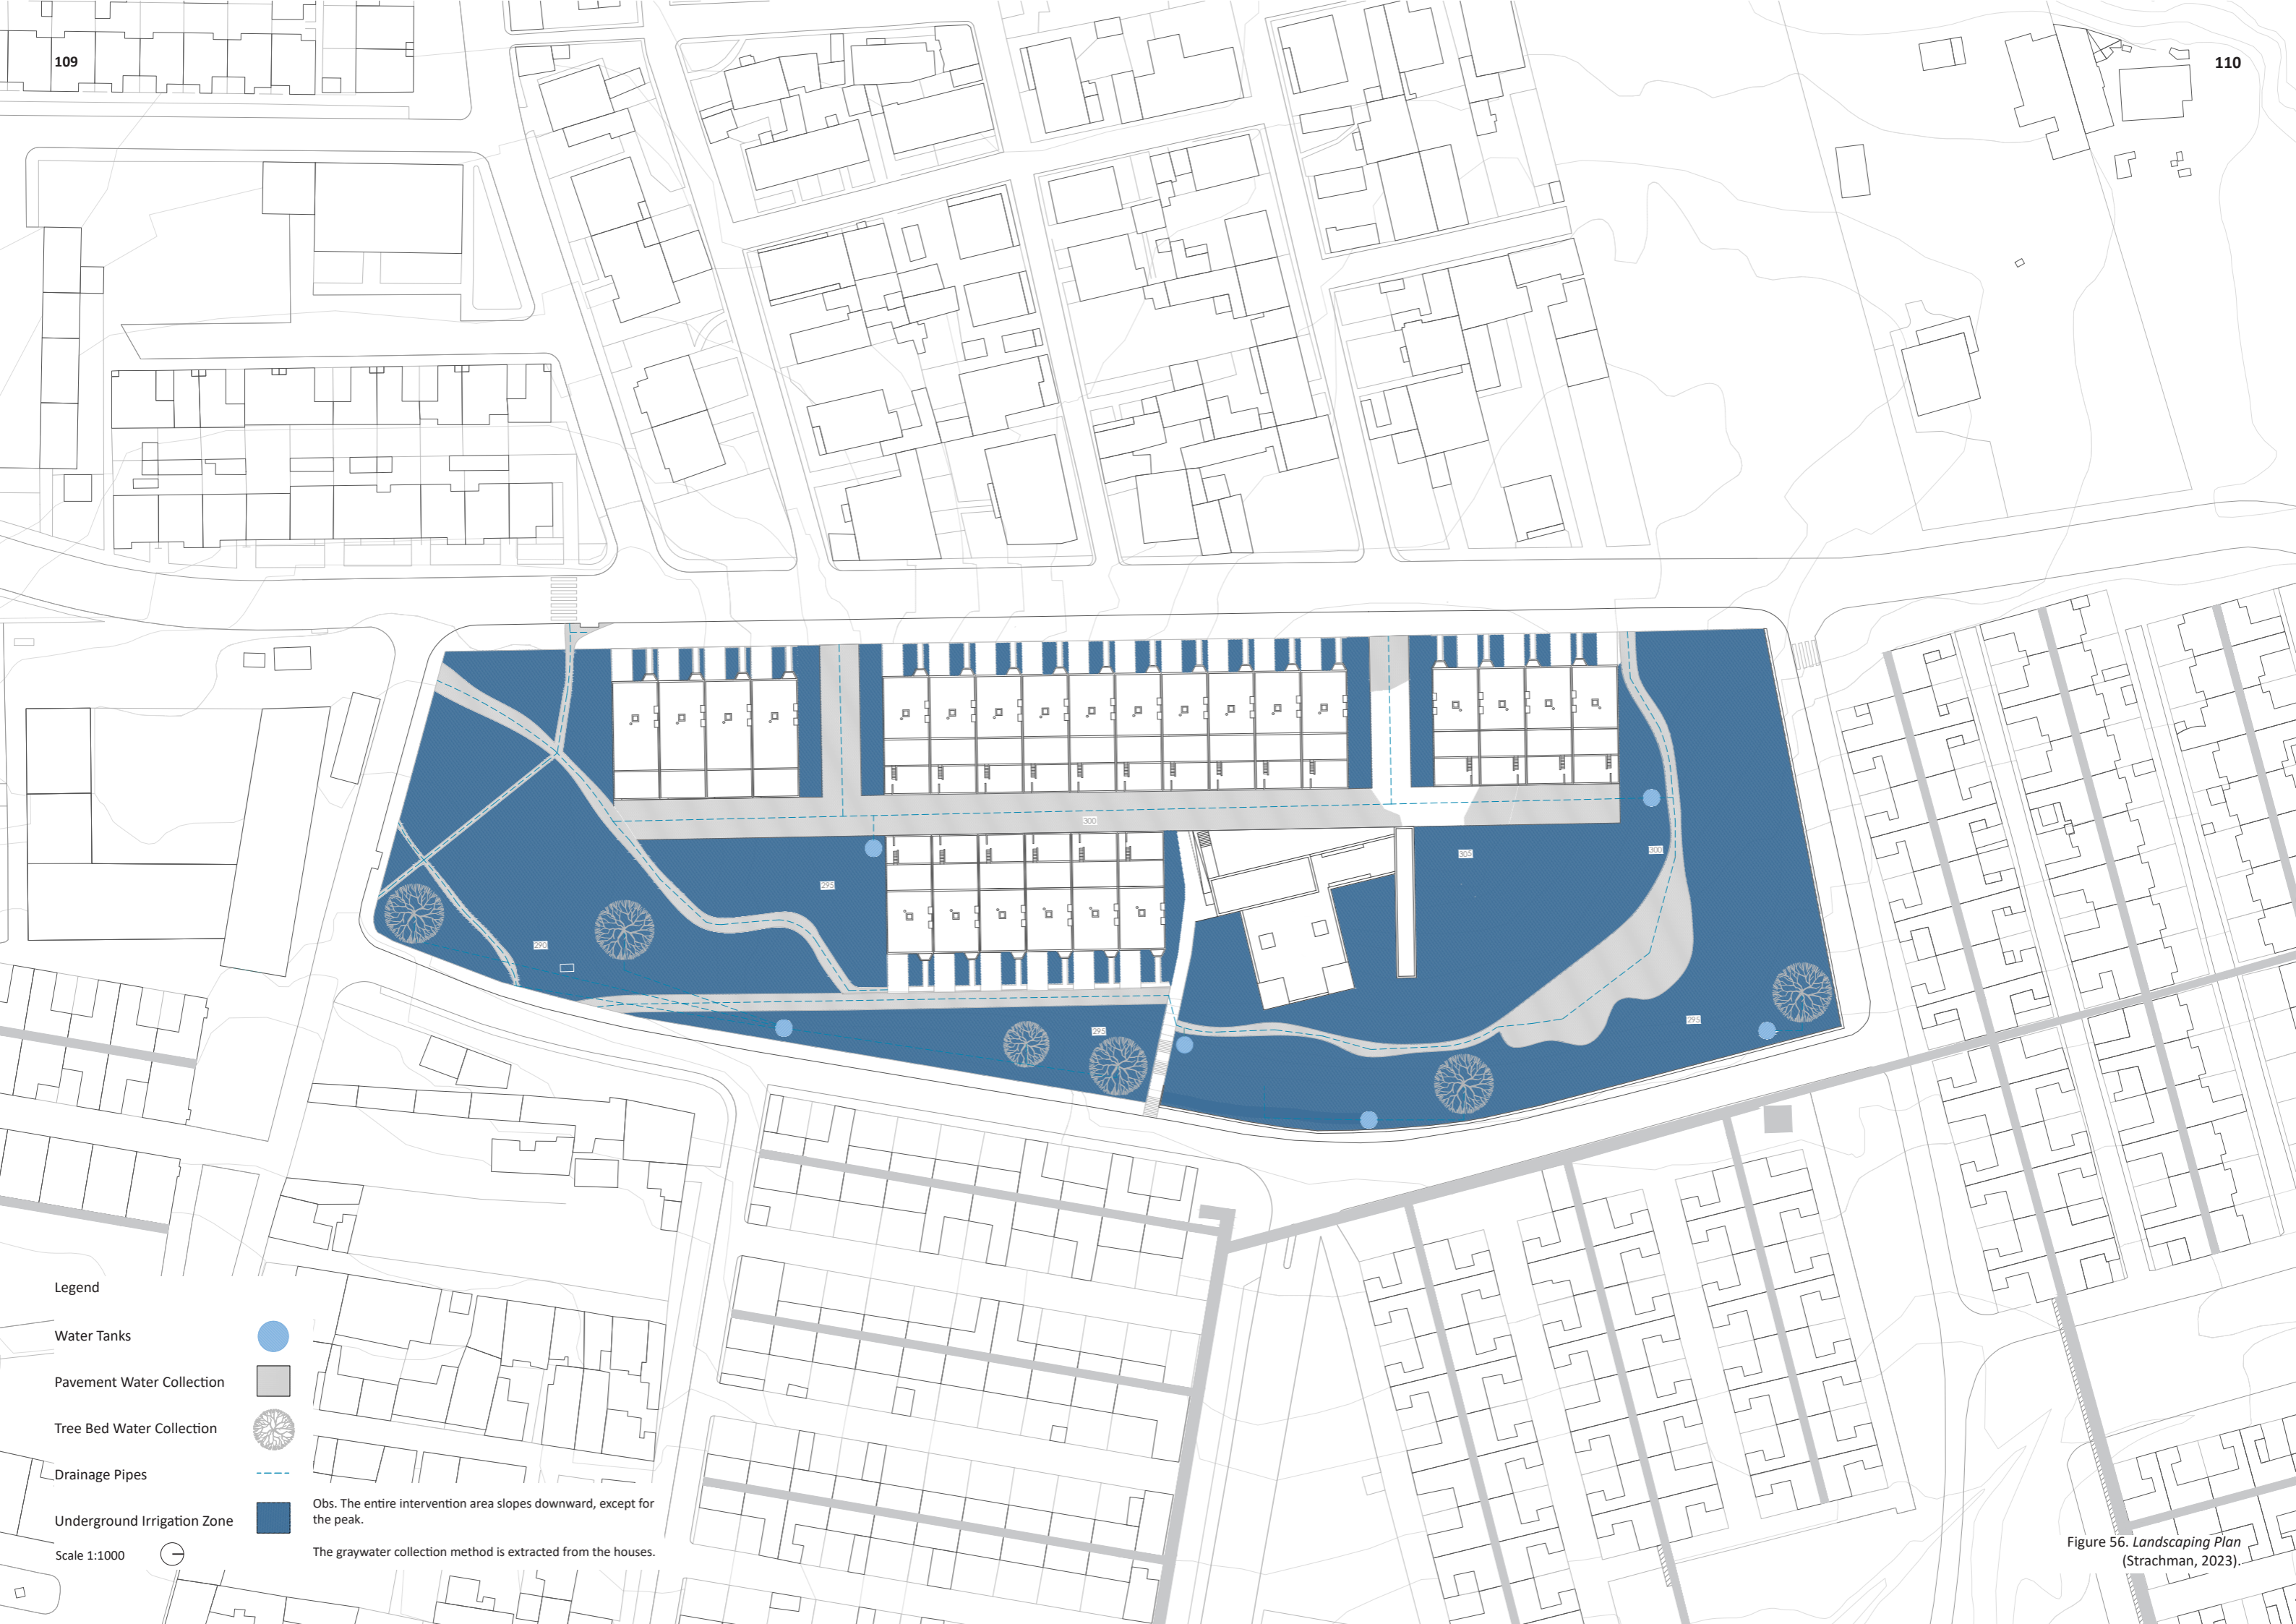 109
110
300
303
300
295
290
295
295
Legend
Water Tanks
Pavement Water Collection
Tree Bed Water Collection
Drainage Pipes
Underground Irrigation Zone
Scale 1:1000
Obs. The entire intervention area slopes downward, except for
the peak.
The graywater collection method is extracted from the houses.
Figure 56. Landscaping Plan
(Strachman, 2023).